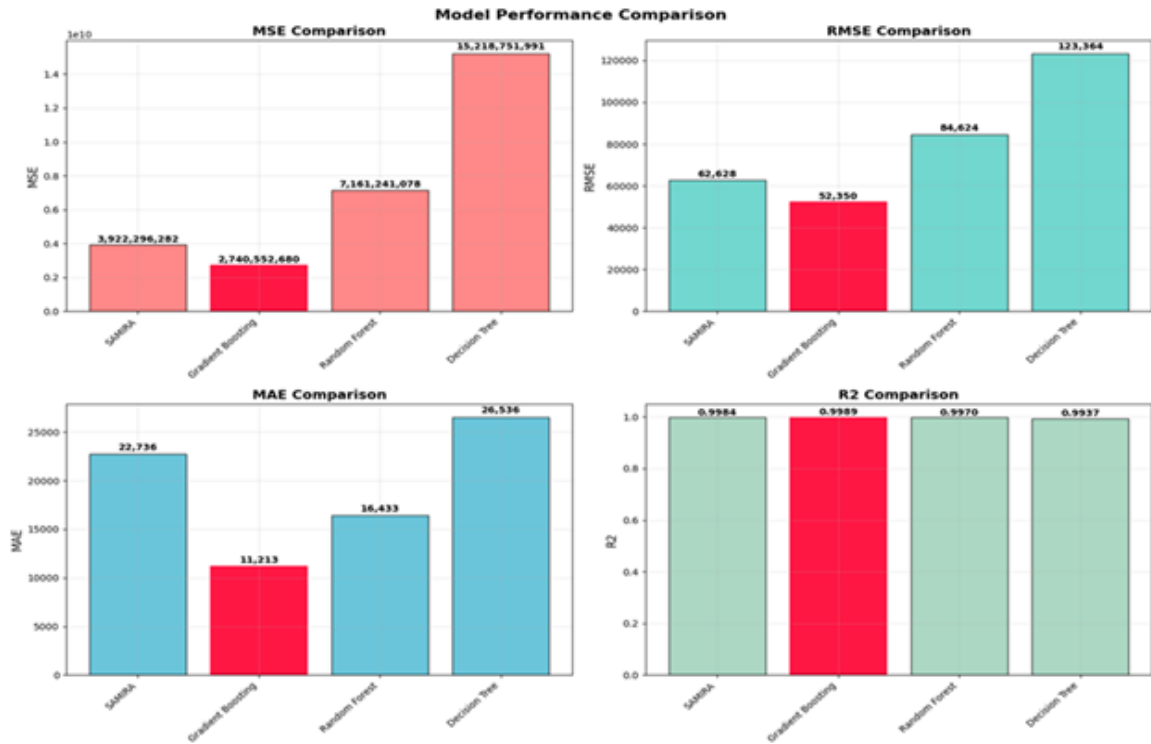 Model Performance Comparison
MSE Comparison
1e10
MSE
1.4
1.2
1.0
0.8
0.6
0.4
0.2
0.0
3,922,296,282
2,740,552,680
7,161,241,078
15,218,751,991
SAMIRA
Gradient Boosting
Random Forest
Decision Tree
RMSE Comparison
RMSE
120000
100000
80000
60000
40000
20000
0
62,628
52,350
84,624
123,364
SAMIRA
Gradient Boosting
Random Forest
Decision Tree
MAE Comparison
MAE
25000
20000
15000
10000
5000
0
22,736
11,213
16,433
26,536
SAMIRA
Gradient Boosting
Random Forest
Decision Tree
R2 Comparison
R2
1.0
0.8
0.6
0.4
0.2
0.0
0.9984
0.9989
0.9970
0.9937
SAMIRA
Gradient Boosting
Random Forest
Decision Tree